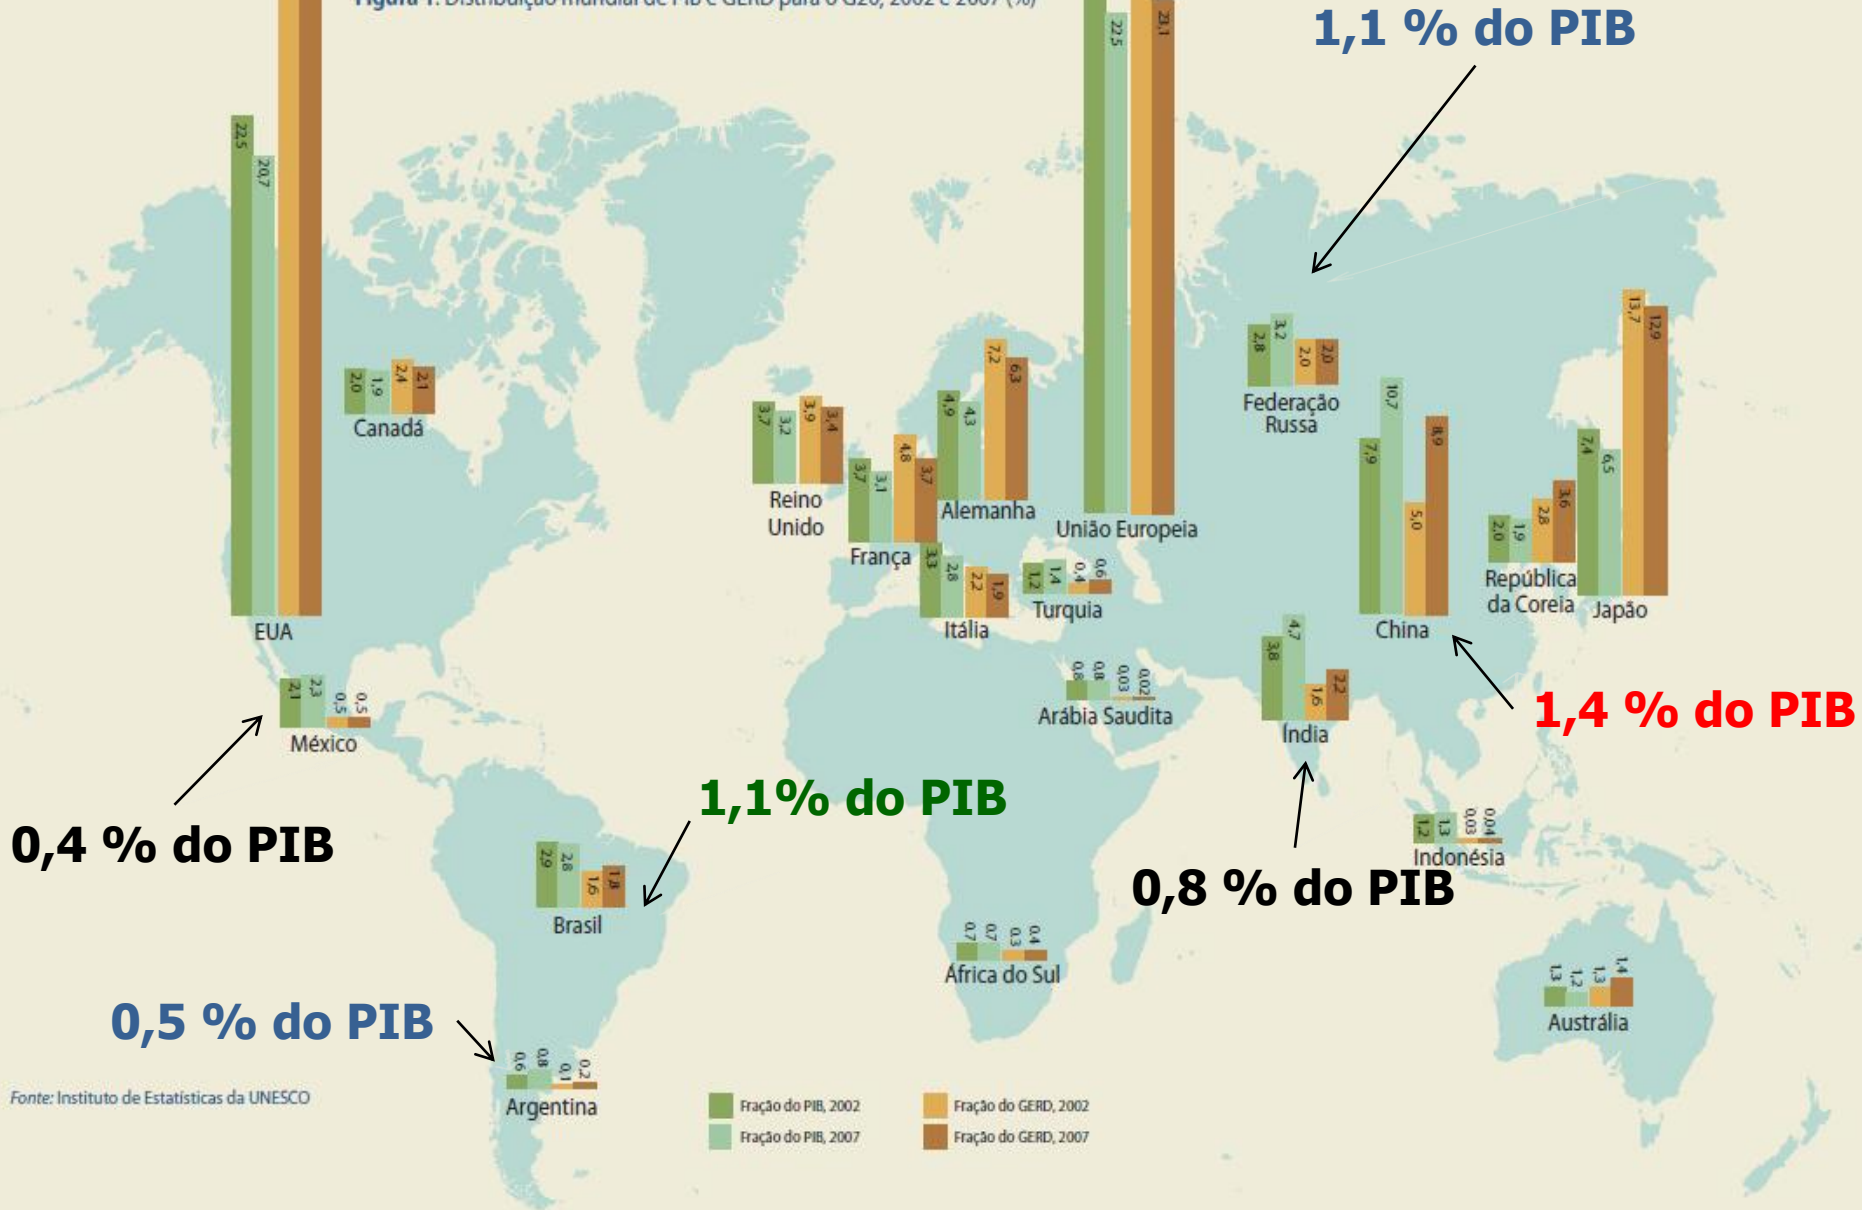 Figura 1. Distribuição mundial de PIB e GERD para o G20, 2002 e 2007 (%)
1,1 % do PIB
22,5
20,7
EUA
2,0
1,9
2,4
2,1
Canadá
2,1
2,3
0,5
0,5
México
0,4 % do PIB
3,7
3,2
3,9
3,4
Reino
Unido
3,7
3,1
4,8
3,7
França
4,9
4,3
7,2
6,3
Alemanha
22,5
23,1
União Europeia
3,3
2,8
2,2
1,9
Itália
1,2
1,4
0,4
0,6
Turquia
2,8
3,2
2,0
2,0
Federação
Russa
7,9
10,7
5,0
8,9
China
1,4 % do PIB
2,0
1,9
2,8
3,6
República
da Coreia
7,4
6,5
13,7
12,9
Japão
0,8
0,8
0,03
0,02
Arábia Saudita
3,8
4,7
1,6
2,2
Índia
0,8 % do PIB
1,2
1,3
0,03
0,04
Indonésia
1,1% do PIB
2,9
2,8
1,6
1,8
Brasil
0,7
0,7
0,3
0,4
África do Sul
1,3
1,2
1,3
1,4
Austrália
0,5 % do PIB
0,6
0,8
0,1
0,2
Argentina
Fonte: Instituto de Estatísticas da UNESCO
Fração do PIB, 2002
Fração do PIB, 2007
Fração do GERD, 2002
Fração do GERD, 2007